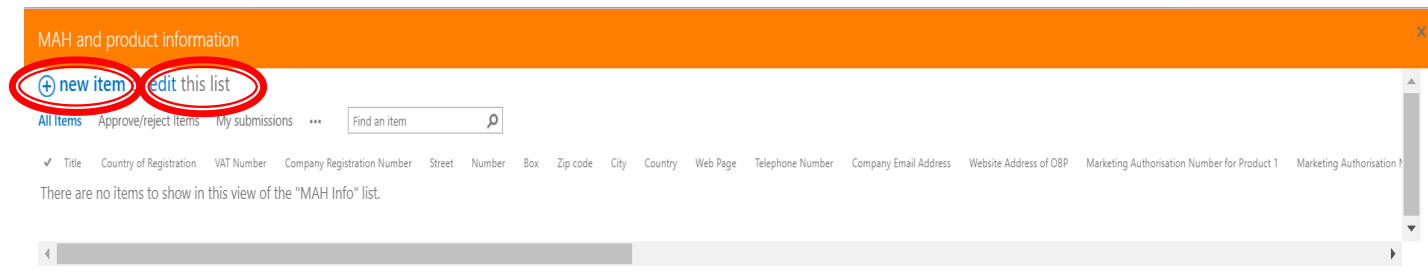 MAH and product information
x
new item edit this list
All Items Approve/reject Items My submissions ••• Find an item
✓ Title Country of Registration VAT Number Company Registration Number Street Number Box Zip code City Country Web Page Telephone Number Company Email Address Website Address of OBP Marketing Authorisation Number for Product 1 Marketing Authorisation
There are no items to show in this view of the "MAH Info" list.